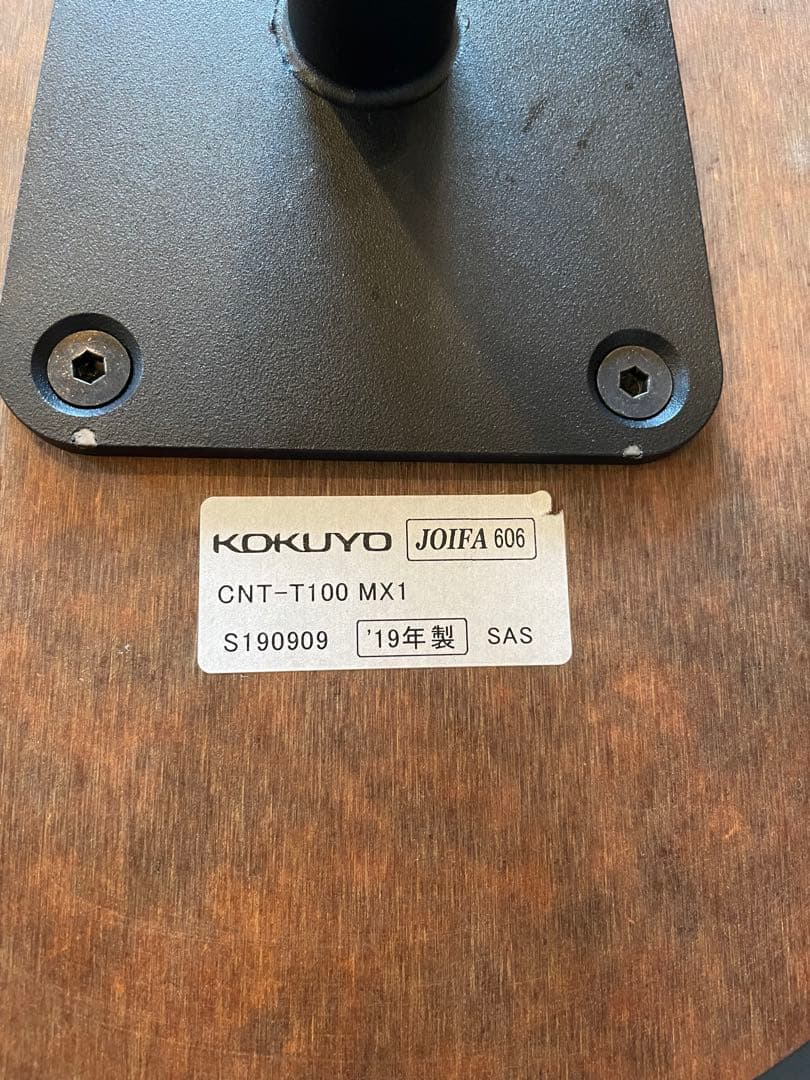 KOKUYO JOIFA 606
CNT-T100 MX1
S190909 '19年製 SAS